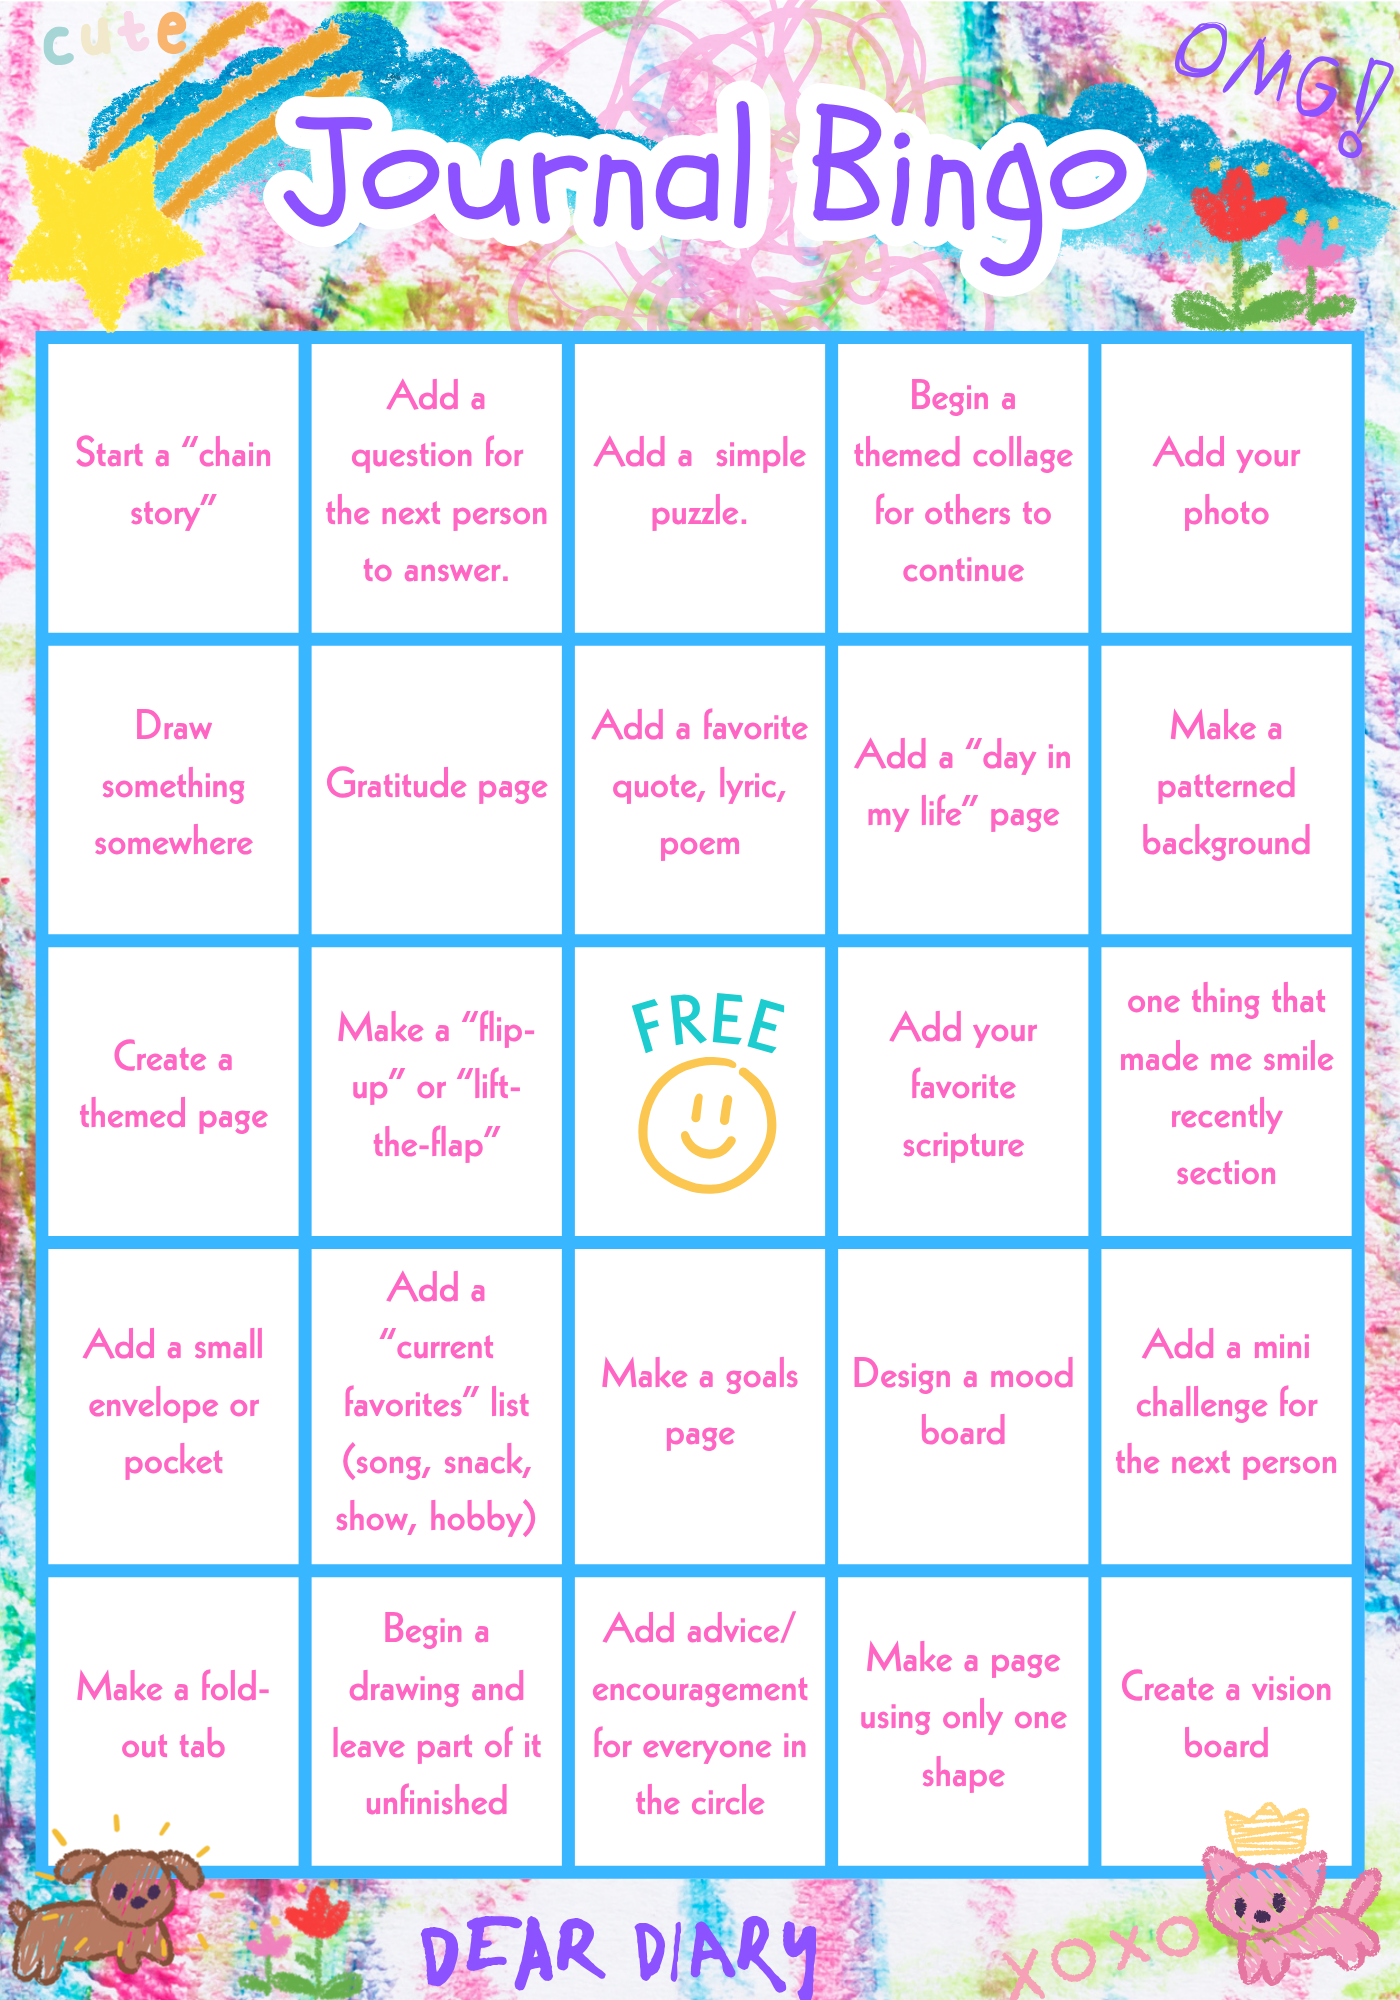 cute
OMG!
Journal Bingo
Start a “chain
story”
Add a
question for
the next person
to answer.
Add a  simple
puzzle.
Begin a
themed collage
for others to
continue
Add your
photo
Draw
something
somewhere
Gratitude page
Add a favorite
quote, lyric,
poem
Add a “day in
my life” page
Make a
patterned
background
Create a
themed page
Make a “flip-
up” or “lift-
the-flap”
FREE
Add your
favorite
scripture
one thing that
made me smile
recently
section
Add a small
envelope or
pocket
Add a
“current
favorites” list
(song, snack,
show, hobby)
Make a goals
page
Design a mood
board
Add a mini
challenge for
the next person
Make a fold-
out tab
Begin a
drawing and
leave part of it
unfinished
Add advice/
encouragement
for everyone in
the circle
Make a page
using only one
shape
Create a vision
board
DEAR DIARY
XOXO